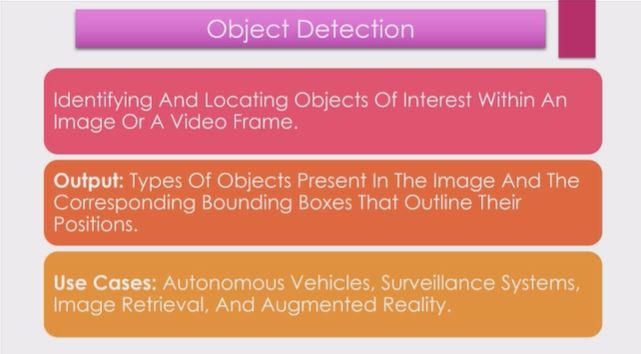 Object Detection
Identifying And Locating Objects Of Interest Within An
Image Or A Video Frame.
Output: Types Of Objects Present In The Image And The
Corresponding Bounding Boxes That Outline Their
Positions.
Use Cases: Autonomous Vehicles, Surveillance Systems,
Image Retrieval, And Augmented Reality.